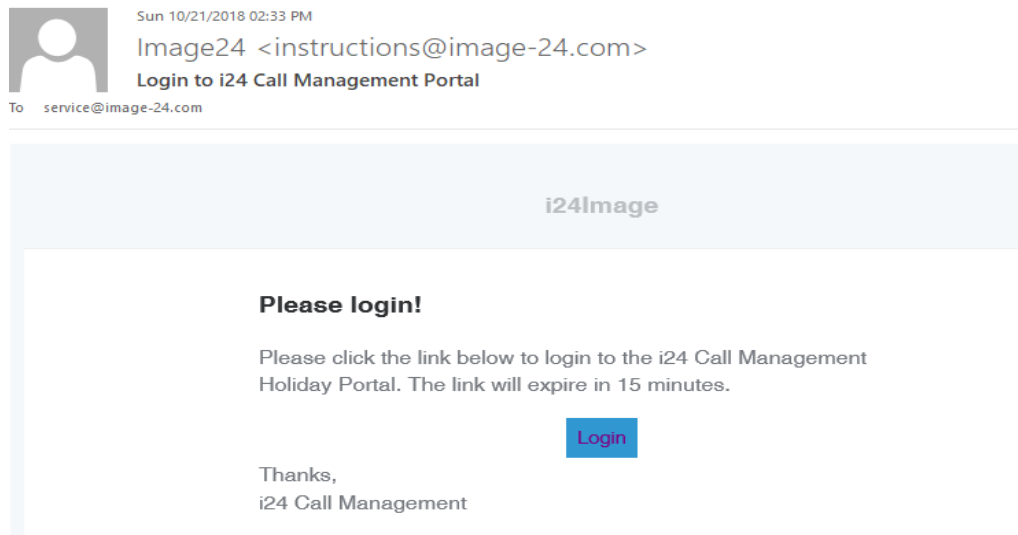 Sun 10/21/2018 02:33 PM
Image24 <instructions@image-24.com>
Login to i24 Call Management Portal
To service@image-24.com
i24Image
Please login!
Please click the link below to login to the i24 Call Management
Holiday Portal. The link will expire in 15 minutes.
Login
Thanks,
i24 Call Management